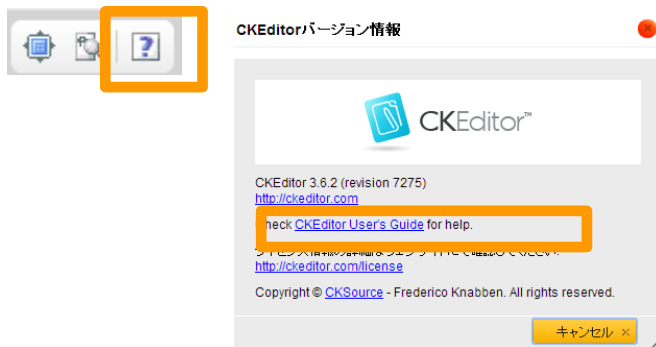 CKEditorバージョン情報
CKEditor™
CKEditor 3.6.2 (revision 7275)
http://ckeditor.com
heck CKEditor User's Guide for help.
http://ckeditor.com/license
Copyright © CKSource - Frederico Knabben. All rights reserved.
キャンセル ×